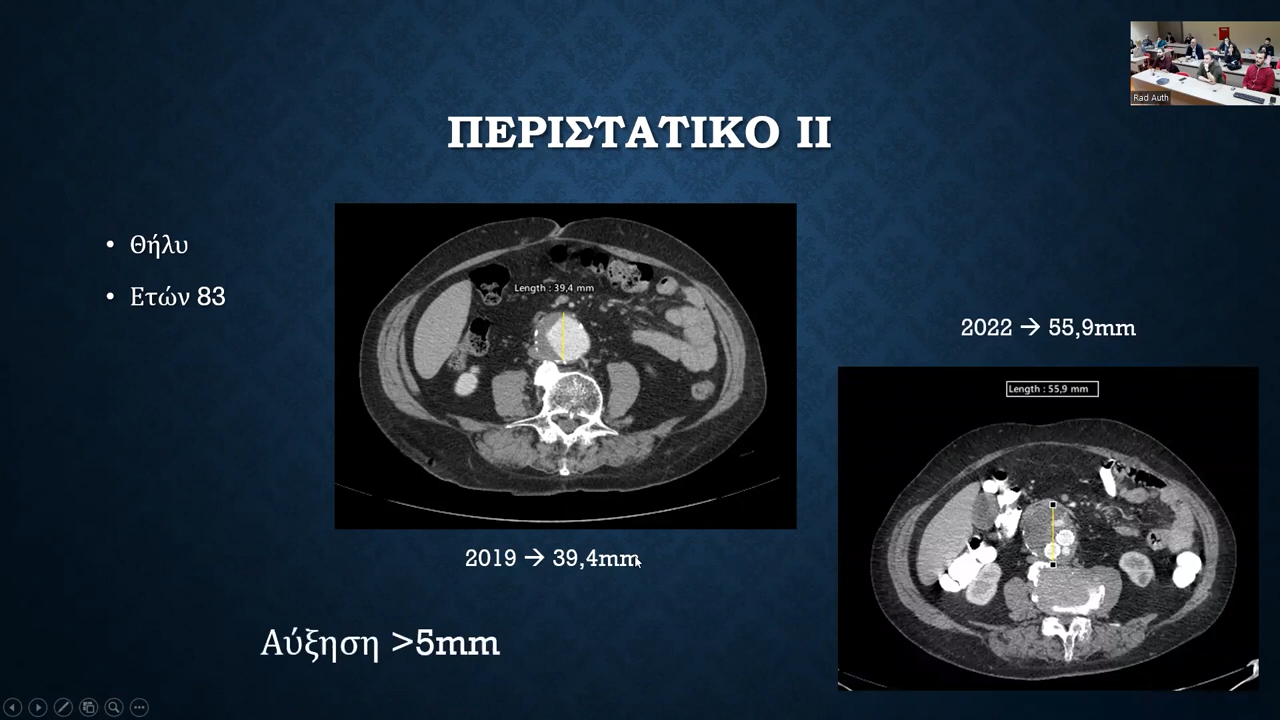 Rad Auth
ΠΕΡΙΣΤΑΤΙΚΟ ΙΙ
• Θήλυ
• Ετών 83
Length : 39,4 mm
2019 → 39,4mm
2022 → 55,9mm
Length : 55,9 mm
Αύξηση >5mm